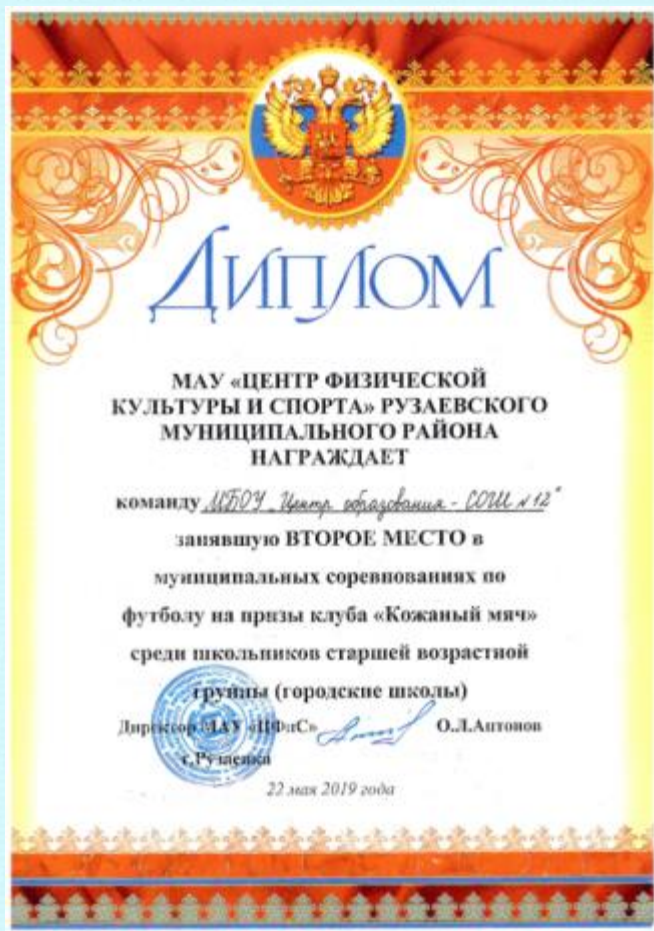 ДИПЛОМ
МАУ «ЦЕНТР ФИЗИЧЕСКОЙ
КУЛЬТУРЫ И СПОРТА» РУЗАЕВСКОГО
МУНИЦИПАЛЬНОГО РАЙОНА
НАГРАЖДАЕТ
команду МБОУ „Центр образования - СОШ №12"
занявшую ВТОРОЕ МЕСТО в
муниципальных соревнованиях по
футболу на призы клуба «Кожаный мяч»
среди школьников старшей возрастной
группы (городские школы)
Директор МАУ «ЦФиС» О.Л.Антонов
г.Рузаевка
22 мая 2019 года